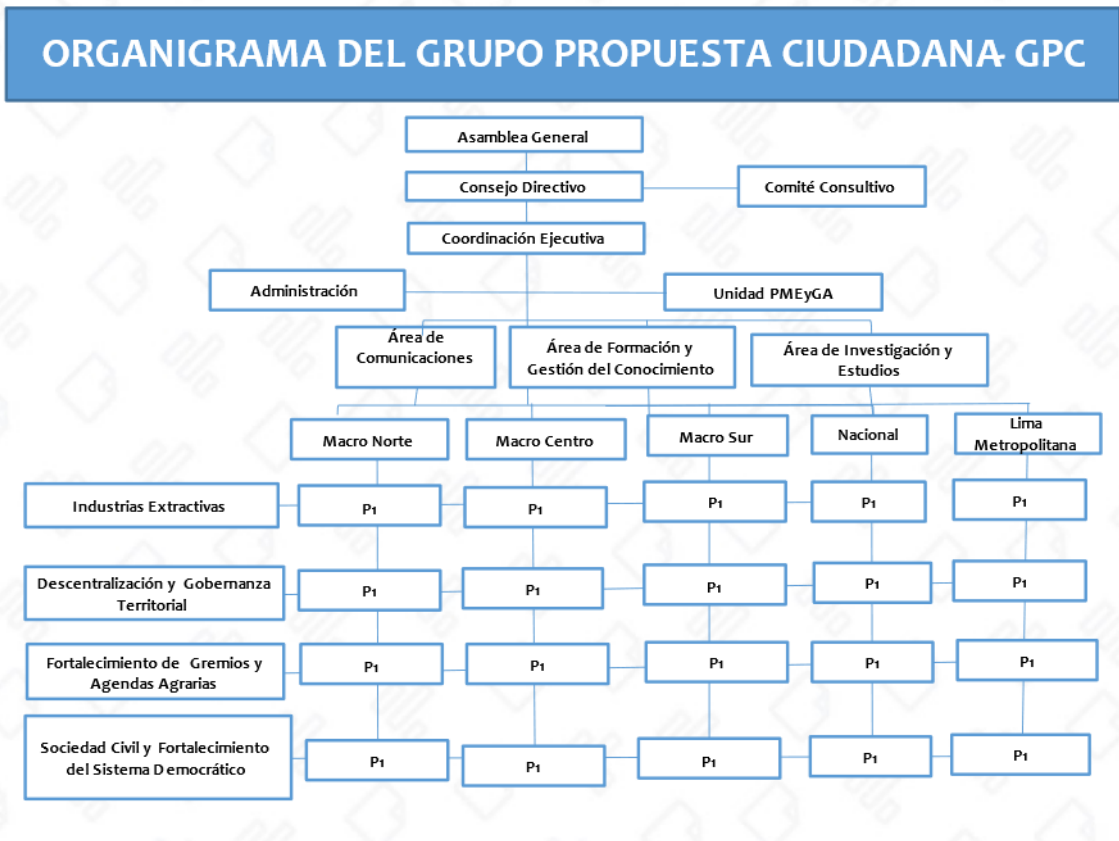 ORGANIGRAMA DEL GRUPO PROPUESTA CIUDADANA- GPC
Asamblea General
Consejo Directivo
Comité Consultivo
Coordinación Ejecutiva
Administración
Unidad PMEyGA
Área de
Comunicaciones
Área de Formación y
Gestión del Conocimiento
Área de Investigación y
Estudios
Macro Norte
Macro Centro
Macro Sur
Nacional
Lima
Metropolitana
Industrias Extractivas
P1
P1
P1
P1
P1
Descentralización y Gobernanza
Territorial
P1
P1
P1
P1
P1
Fortalecimiento de Gremios y
Agendas Agrarias
P1
P1
P1
P1
P1
Sociedad Civil y Fortalecimiento
del Sistema Democrático
P1
P1
P1
P1
P1